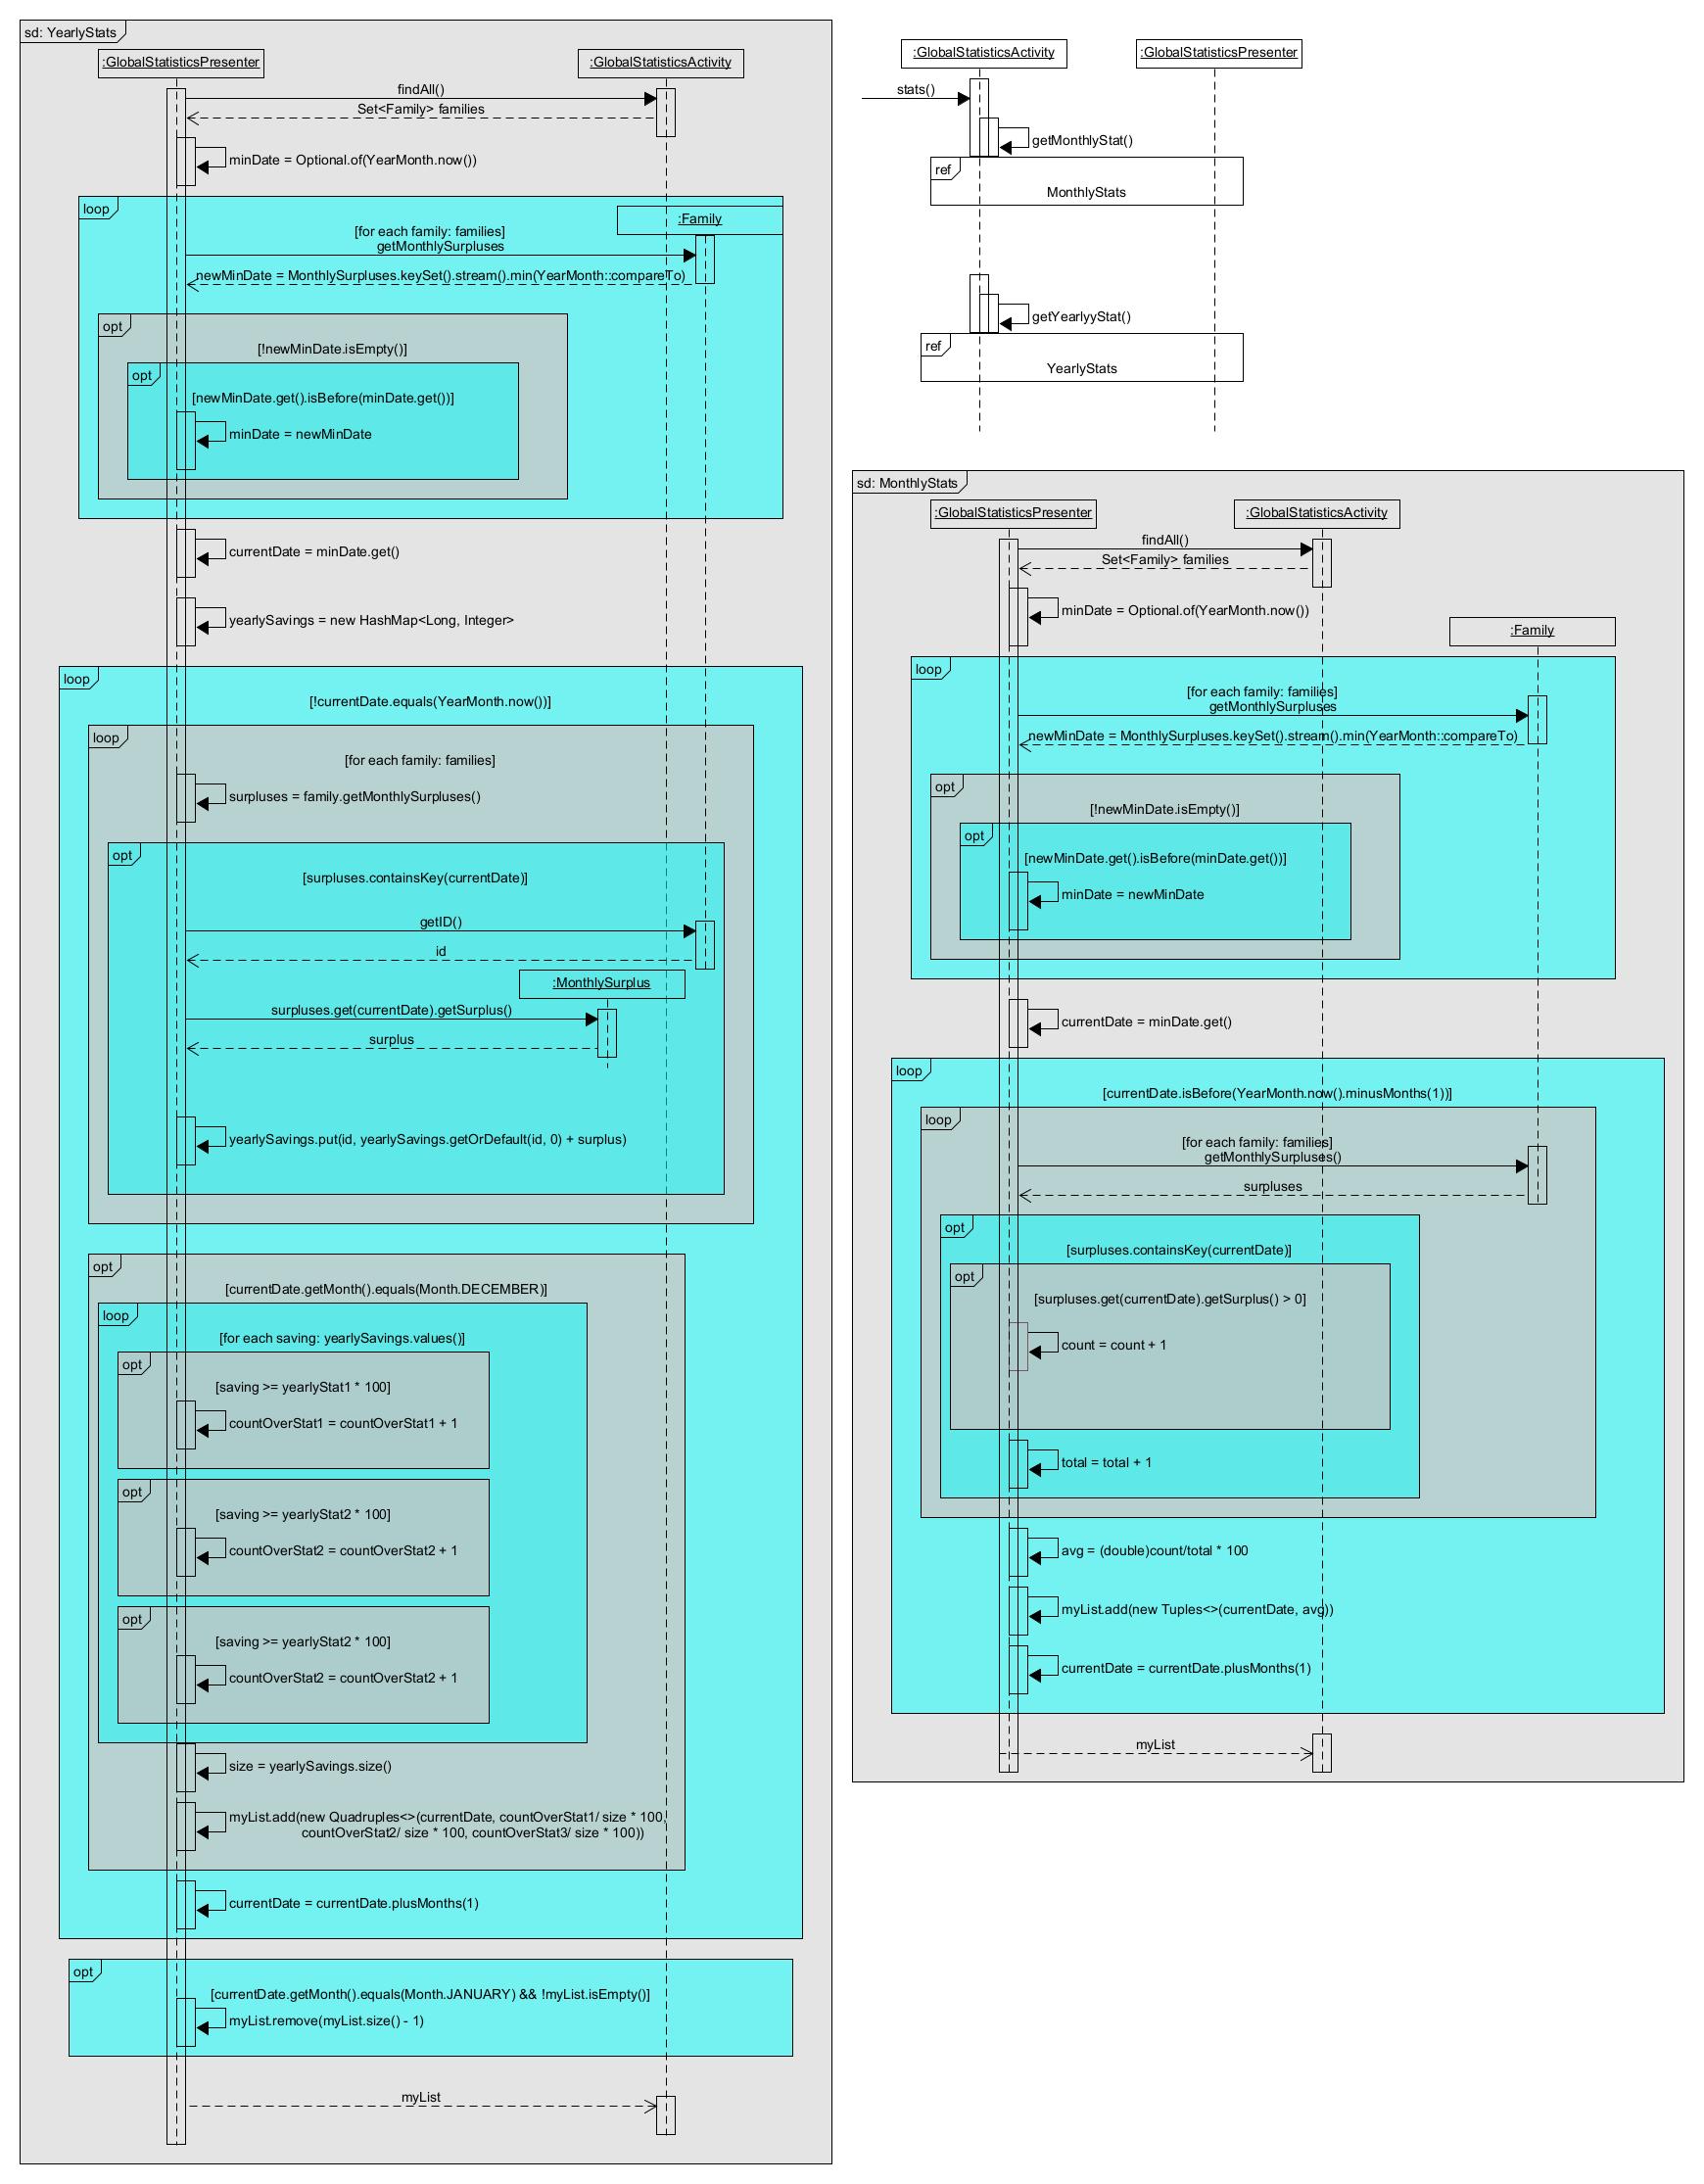 sd: YearlyStats
:GlobalStatisticsPresenter
:GlobalStatisticsActivity
findAll()
Set<Family> families
minDate = Optional.of(YearMonth.now())
loop
:Family
[for each family: families]
getMonthlySurpluses
newMinDate = MonthlySurpluses.keySet().stream().min(YearMonth::compareTo)
opt
[!newMinDate.isEmpty()]
opt
[newMinDate.get().isBefore(minDate.get())]
minDate = newMinDate
currentDate = minDate.get()
yearlySavings = new HashMap<Long, Integer>
loop
[!currentDate.equals(YearMonth.now())]
loop
[for each family: families]
surpluses = family.getMonthlySurpluses()
opt
[surpluses.containsKey(currentDate)]
getID()
id
:MonthlySurplus
surpluses.get(currentDate).getSurplus()
surplus
yearlySavings.put(id, yearlySavings.getOrDefault(id, 0) + surplus)
opt
[currentDate.getMonth().equals(Month.DECEMBER)]
loop
[for each saving: yearlySavings.values()]
opt
[saving >= yearlyStat1 * 100]
countOverStat1 = countOverStat1 + 1
opt
[saving >= yearlyStat2 * 100]
countOverStat2 = countOverStat2 + 1
opt
[saving >= yearlyStat2 * 100]
countOverStat2 = countOverStat2 + 1
size = yearlySavings.size()
myList.add(new Quadruples<>(currentDate, countOverStat1/ size * 100,
countOverStat2/ size * 100, countOverStat3/ size * 100))
currentDate = currentDate.plusMonths(1)
opt
[currentDate.getMonth().equals(Month.JANUARY) && !myList.isEmpty()]
myList.remove(myList.size() - 1)
myList
:GlobalStatisticsActivity
:GlobalStatisticsPresenter
stats()
getMonthlyStat()
ref
MonthlyStats
getYearlyyStat()
ref
YearlyStats
sd: MonthlyStats
:GlobalStatisticsPresenter
:GlobalStatisticsActivity
findAll()
Set<Family> families
minDate = Optional.of(YearMonth.now())
:Family
loop
[for each family: families]
getMonthlySurpluses
newMinDate = MonthlySurpluses.keySet().stream().min(YearMonth::compareTo)
opt
[!newMinDate.isEmpty()]
opt
[newMinDate.get().isBefore(minDate.get())]
minDate = newMinDate
currentDate = minDate.get()
loop
[currentDate.isBefore(YearMonth.now().minusMonths(1))]
loop
[for each family: families]
getMonthlySurpluses()
surpluses
opt
[surpluses.containsKey(currentDate)]
opt
[surpluses.get(currentDate).getSurplus() > 0]
count = count + 1
total = total + 1
avg = (double)count/total * 100
myList.add(new Tuples<>(currentDate, avg))
currentDate = currentDate.plusMonths(1)
myList